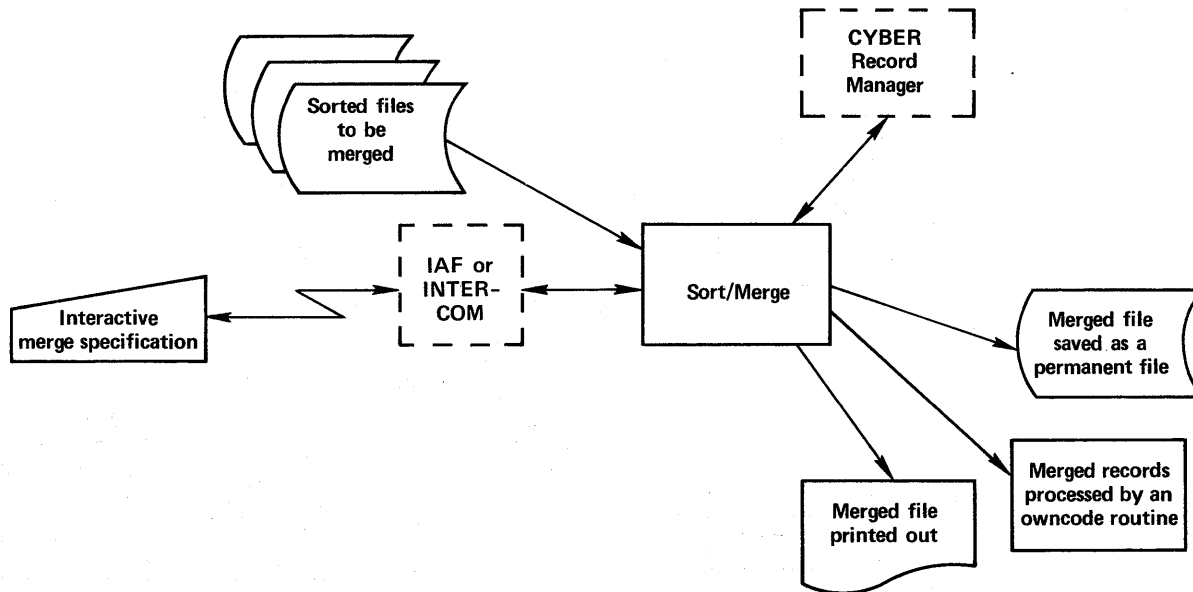 CYBER
Record
Manager
Sorted files
to be
merged
IAF or
INTER-
COM
Sort/Merge
Interactive
merge specification
Merged file
saved as a
permanent file
Merged records
processed by an
owncode routine
Merged file
printed out